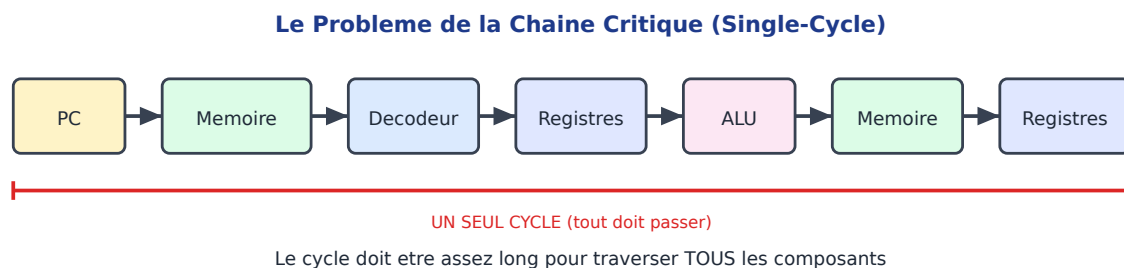 Le Probleme de la Chaine Critique (Single-Cycle)
PC Memoire Decodeur Registres ALU Memoire Registres
UN SEUL CYCLE (tout doit passer)
Le cycle doit etre assez long pour traverser TOUS les composants